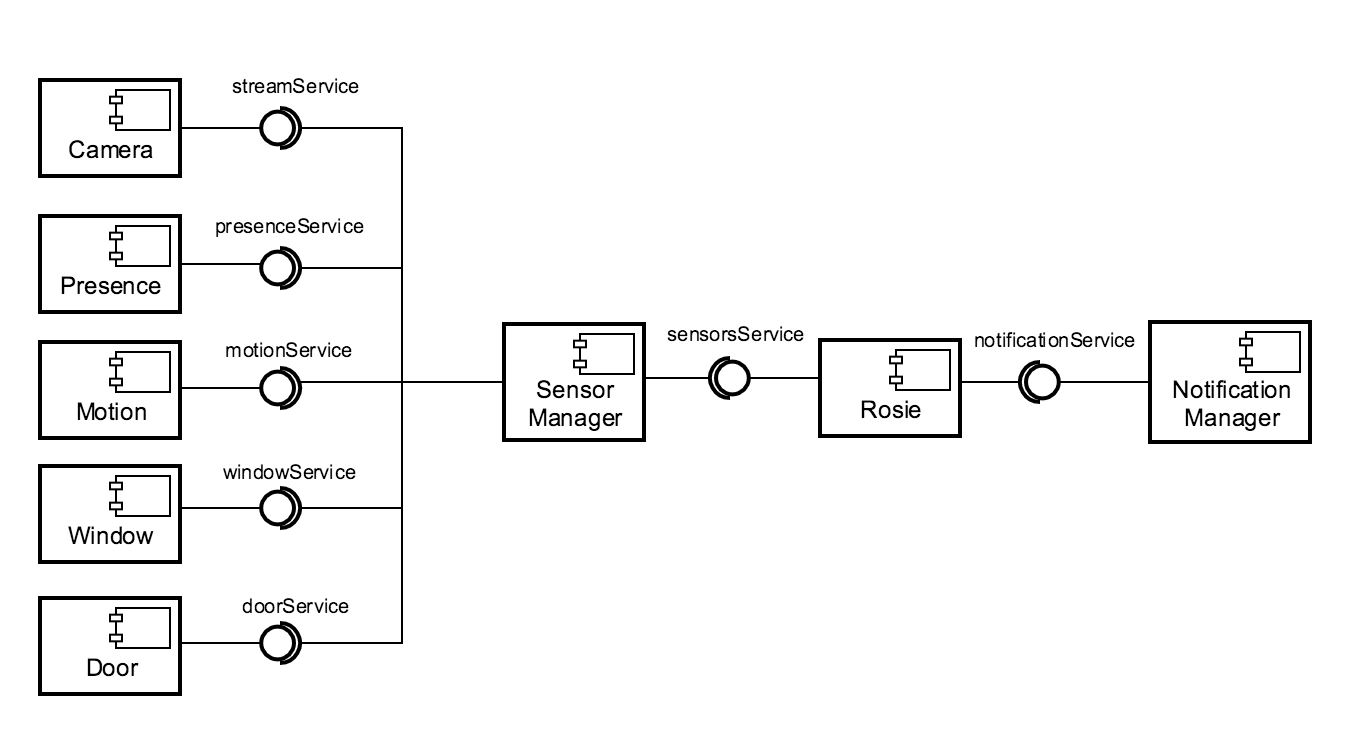 streamService
Camera
presenceService
Presence
motionService
Motion
windowService
Window
doorService
Door
Sensor
Manager
sensorsService
Rosie
notificationService
Notification
Manager